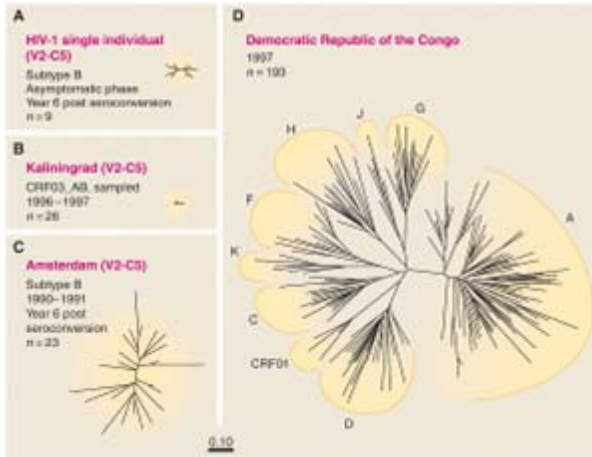 A
HIV-1 single individual
(V2-C5)
Subtype B
Asymptomatic phase
Year 6 post seroconversion
n = 9
B
Kaliningrad (V2-C5)
CRF03_AB, sampled
1996–1997
n = 26
C
Amsterdam (V2-C5)
Subtype B
1990–1991
Year 6 post
seroconversion
n = 23
0.10
D
Democratic Republic of the Congo
1997
n = 193
G
J
H
F
A
K
C
CRF01
D